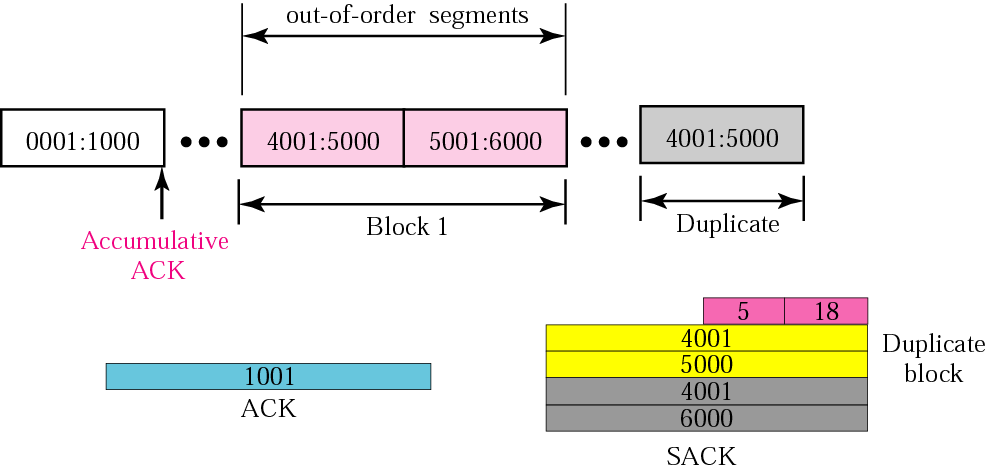 out-of-order segments
0001:1000 4001:5000 5001:6000 4001:5000
Block 1
Duplicate
Accumulative
ACK
5 18
4001
5000
4001
6000
Duplicate
block
1001
ACK
SACK